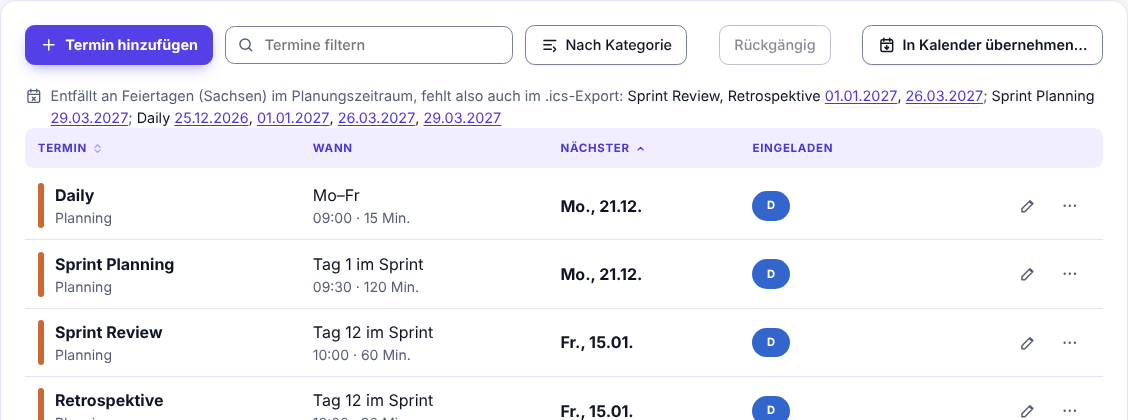 Termin hinzufügen
Termine filtern
Nach Kategorie
Rückgängig
In Kalender übernehmen...
Entfällt an Feiertagen (Sachsen) im Planungszeitraum, fehlt also auch im .ics-Export: Sprint Review, Retrospektive 01.01.2027, 26.03.2027; Sprint Planning
29.03.2027; Daily 25.12.2026, 01.01.2027, 26.03.2027, 29.03.2027
TERMIN WANN NÄCHSTER EINGELADEN
Daily Mo–Fr Mo., 21.12. D
Planning 09:00 · 15 Min.
Sprint Planning Tag 1 im Sprint Mo., 21.12. D
Planning 09:30 · 120 Min.
Sprint Review Tag 12 im Sprint Fr., 15.01. D
Planning 10:00 · 60 Min.
Retrospektive Tag 12 im Sprint Fr., 15.01. D